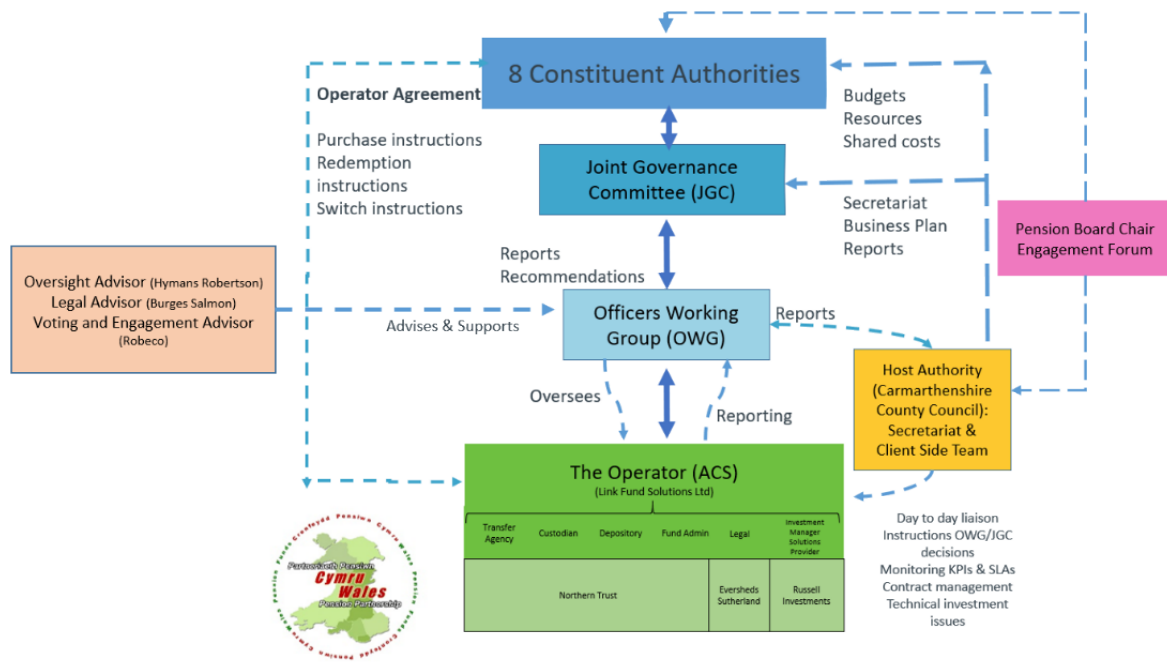 8 Constituent Authorities
Operator Agreement
Purchase instructions
Redemption
instructions
Switch instructions
Budgets
Resources
Shared costs
Joint Governance
Committee (JGC)
Secretariat
Business Plan
Reports
Pension Board Chair
Engagement Forum
Reports
Recommendations
Oversight Advisor (Hymans Robertson)
Legal Advisor (Burges Salmon)
Voting and Engagement Advisor
(Robeco)
Advises & Supports
Officers Working
Group (OWG)
Reports
Host Authority
(Carmarthenshire
County Council):
Secretariat &
Client Side Team
Oversees
Reporting
The Operator (ACS)
(Link Fund Solutions Ltd)
Transfer
Agency
Custodian
Depository
Fund Admin
Legal
Investment
Manager
Solutions
Provider
Northern Trust
Eversheds
Sutherland
Russell
Investments
Day to day liaison
Instructions OWG/JGC
decisions
Monitoring KPIs & SLAs
Contract management
Technical investment
issues
Partneriaeth Pensiwn
Cymru
Wales
Pension Partnership